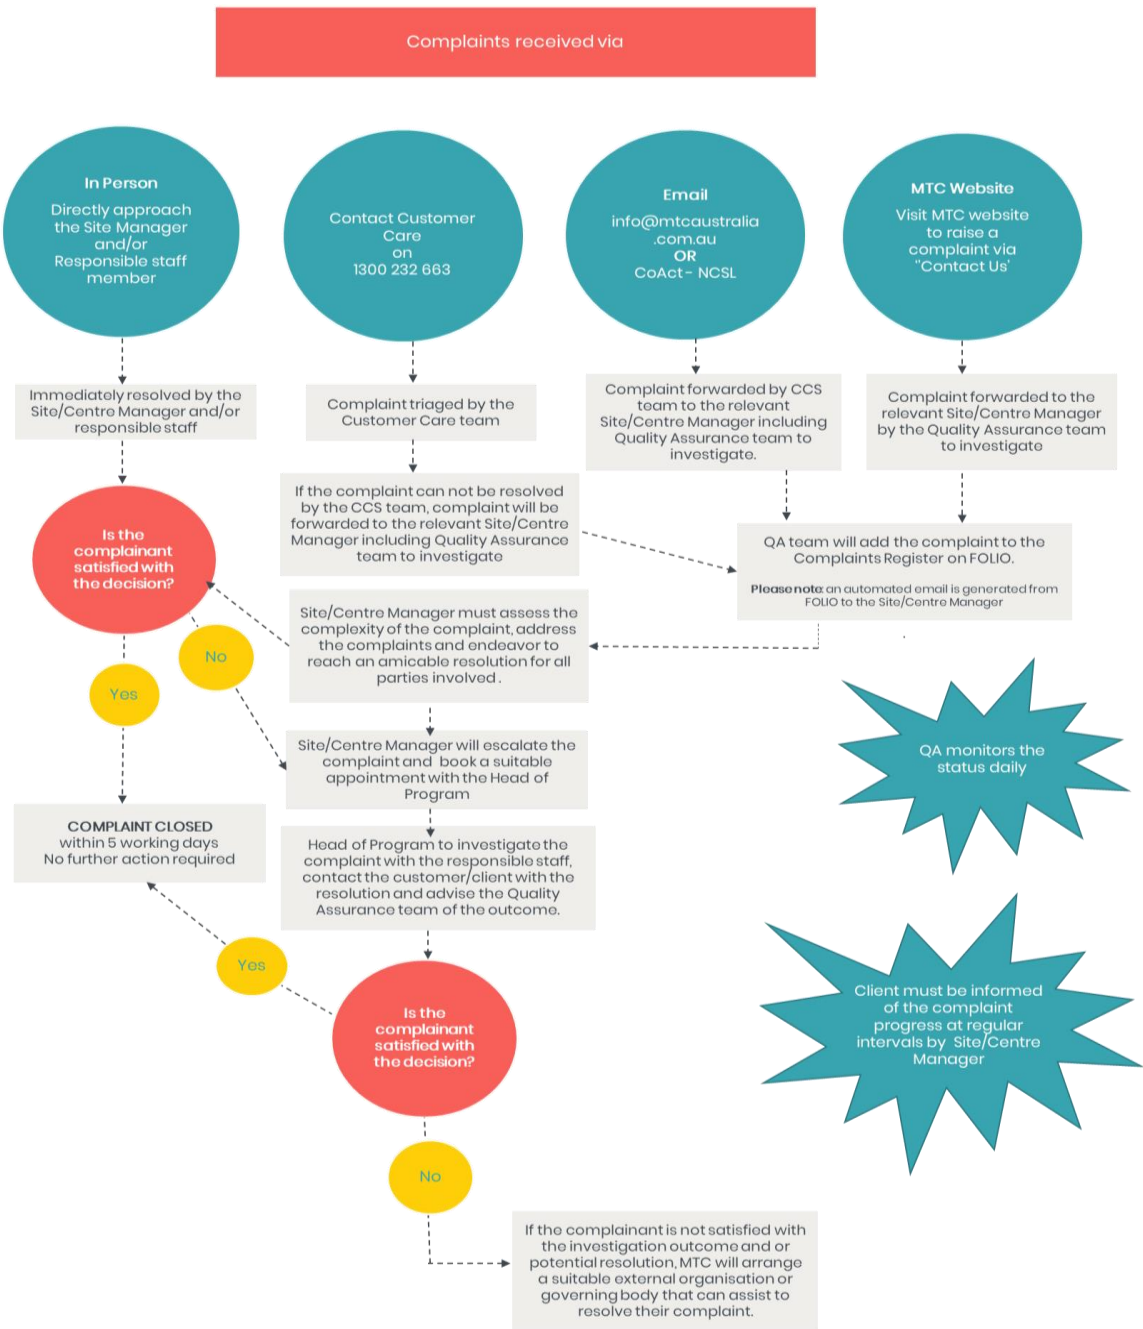 Complaints received via
In Person
Directly approach
the Site Manager
and/or
Responsible staff
member
Contact Customer
Care
on
1300 232 663
Email
info@mtcaustralia
.com.au
OR
CoAct - NCSL
MTC Website
Visit MTC website
to raise a
complaint via
"Contact Us'
Immediately resolved by the
Site/Centre Manager and/or
responsible staff
Complaint triaged by the
Customer Care team
Complaint forwarded by CCS
team to the relevant
Site/Centre Manager including
Quality Assurance team to
investigate.
Complaint forwarded to the
relevant Site/Centre Manager
by the Quality Assurance team
to investigate
If the complaint can not be resolved
by the CCS team, complaint will be
forwarded to the relevant Site/Centre
Manager including Quality Assurance
team to investigate
QA team will add the complaint to the
Complaints Register on FOLIO.
Please note: an automated email is generated from
FOLIO to the Site/Centre Manager
Is the
complainant
satisfied with
the decision?
Site/Centre Manager must assess the
complexity of the complaint, address
the complaints and endeavor to
reach an amicable resolution for all
parties involved .
No
Yes
Site/Centre Manager will escalate the
complaint and book a suitable
appointment with the Head of
Program
QA monitors the
status daily
COMPLAINT CLOSED
within 5 working days
No further action required
Head of Program to investigate the
complaint with the responsible staff,
contact the customer/client with the
resolution and advise the Quality
Assurance team of the outcome.
Yes
Client must be informed
of the complaint
progress at regular
intervals by Site/Centre
Manager
Is the
complainant
satisfied with
the decision?
No
If the complainant is not satisfied with
the investigation outcome and or
potential resolution, MTC will arrange
a suitable external organisation or
governing body that can assist to
resolve their complaint.